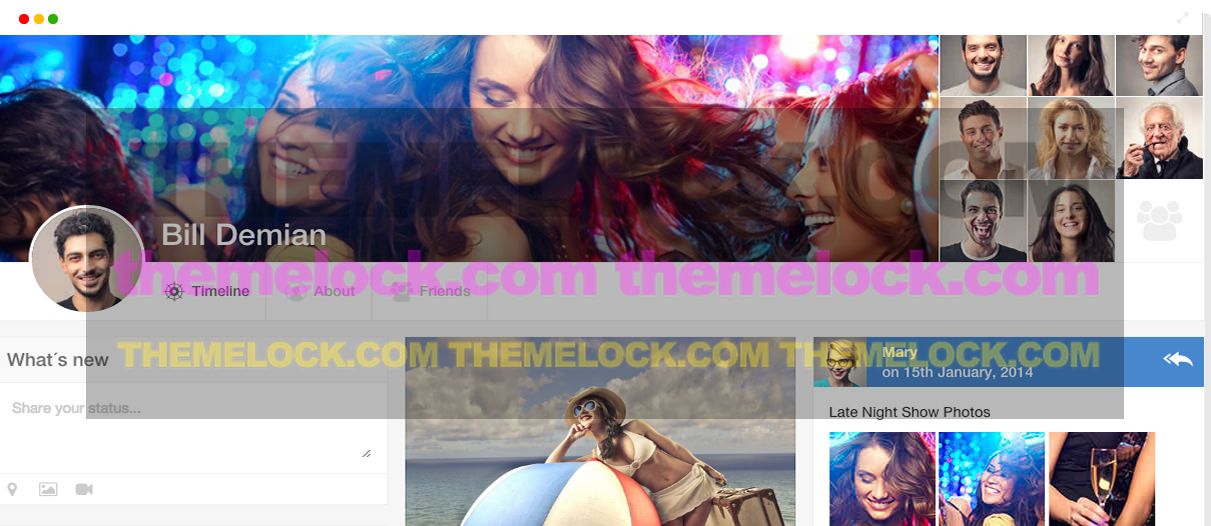 THEMELOCK
Bill Demian
themelock.com themelock.com
Timeline
About
Friends
THEMELOCK.COM THEMELOCK.COM THEMELOCK.COM
What´s new
Share your status...
Mary
on 15th January, 2014
Late Night Show Photos